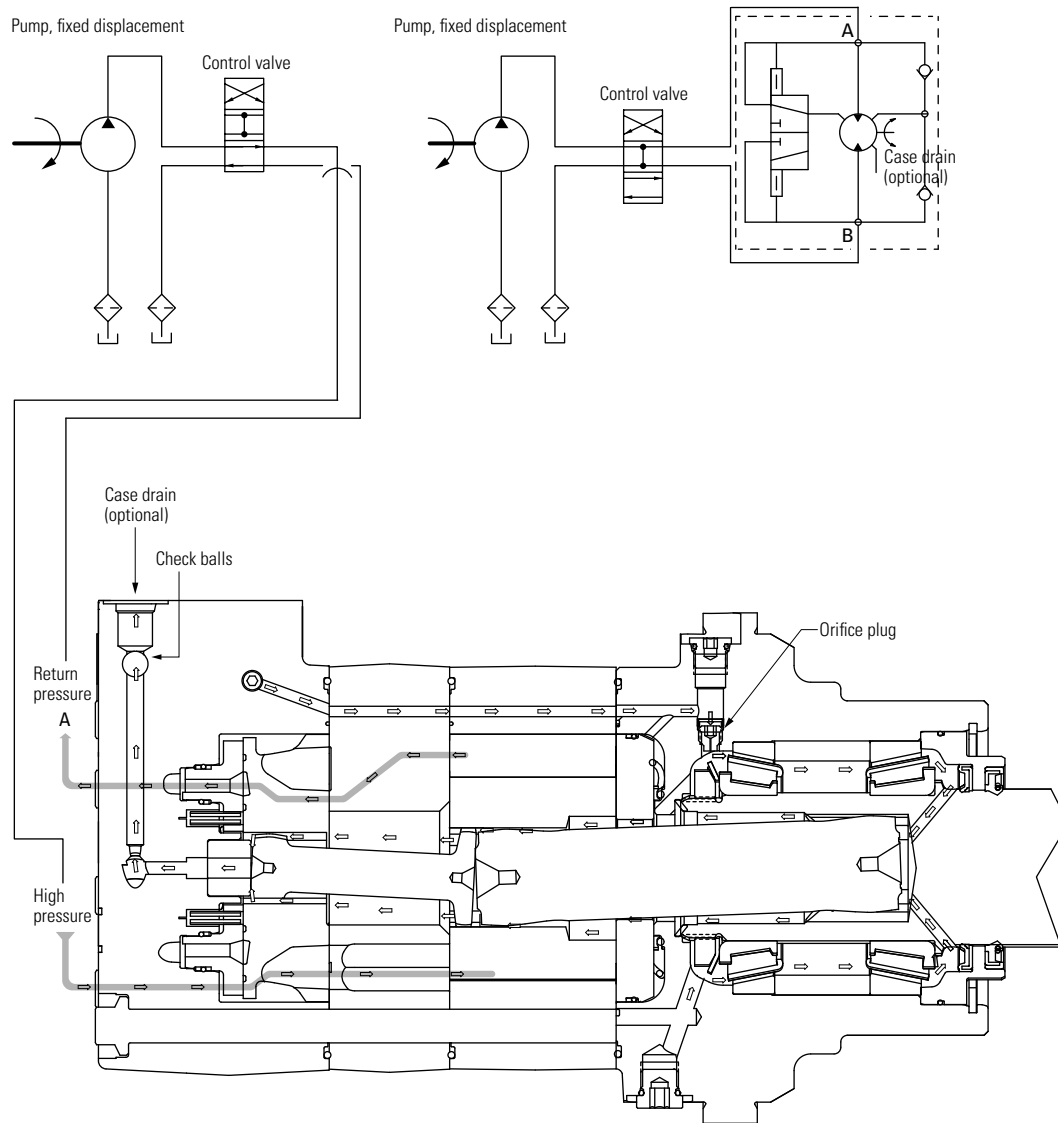 Pump, fixed displacement
Control valve
Pump, fixed displacement
Control valve
A
Case drain
(optional)
B
Case drain
(optional)
Check balls
Orifice plug
Return
pressure
A
High
pressure